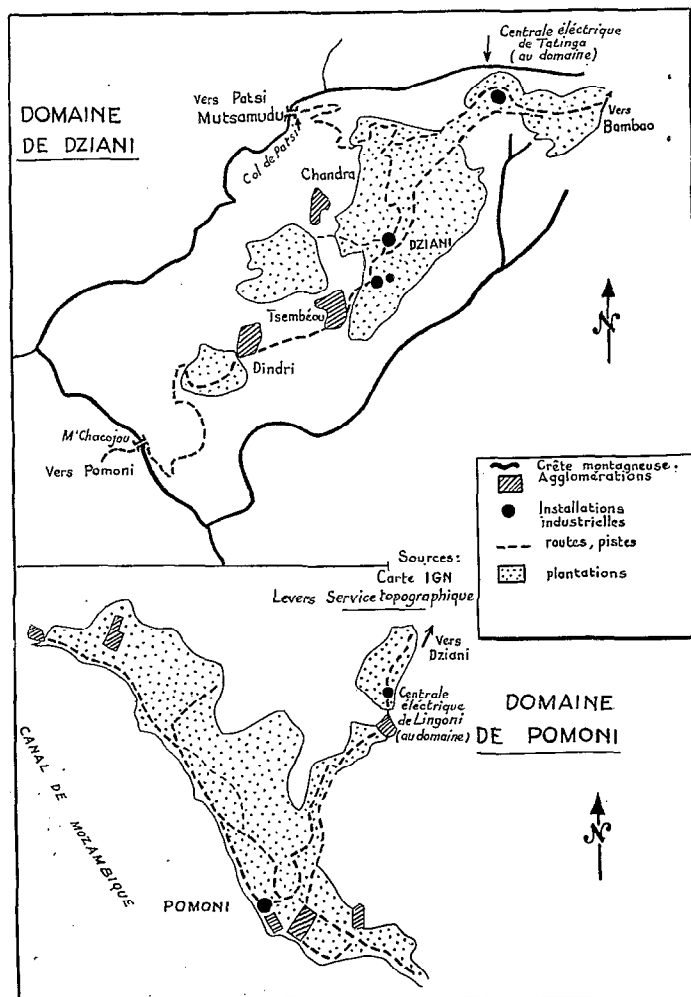 Centrale éléctrique
de Tatinga
(au domaine)
DOMAINE
DE DZIANI
Vers Patsi
Mutsamudu
Col de Patsi
Vers
Bambao
Chandra
DZIANI
Tsembéou
Dindri
M'Chacojou
Vers Pomoni
N
Crête montagneuse:
Agglomérations
Installations
industrielles
routes, pistes
plantations
Sources:
Carte IGN
Levers Service topographique
Vers
Dziani
Centrale
éléctrique
de Lingoni
(au domaine)
DOMAINE
DE POMONI
CANAL DE MOZAMBIQUE
N
POMONI